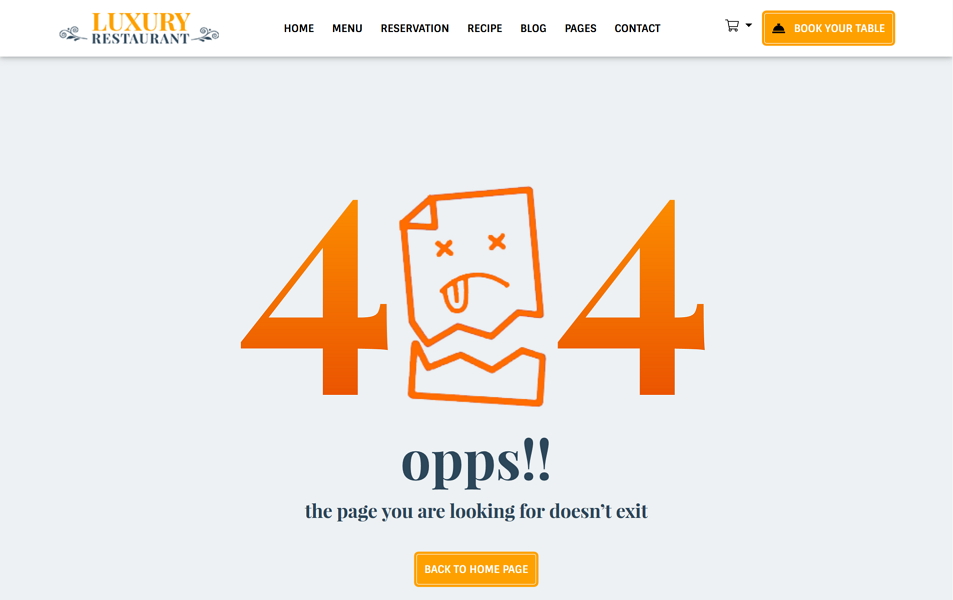 LUXURY
RESTAURANT
HOME MENU RESERVATION RECIPE BLOG PAGES CONTACT
BOOK YOUR TABLE
4 4
opps!!
the page you are looking for doesn't exit
BACK TO HOME PAGE